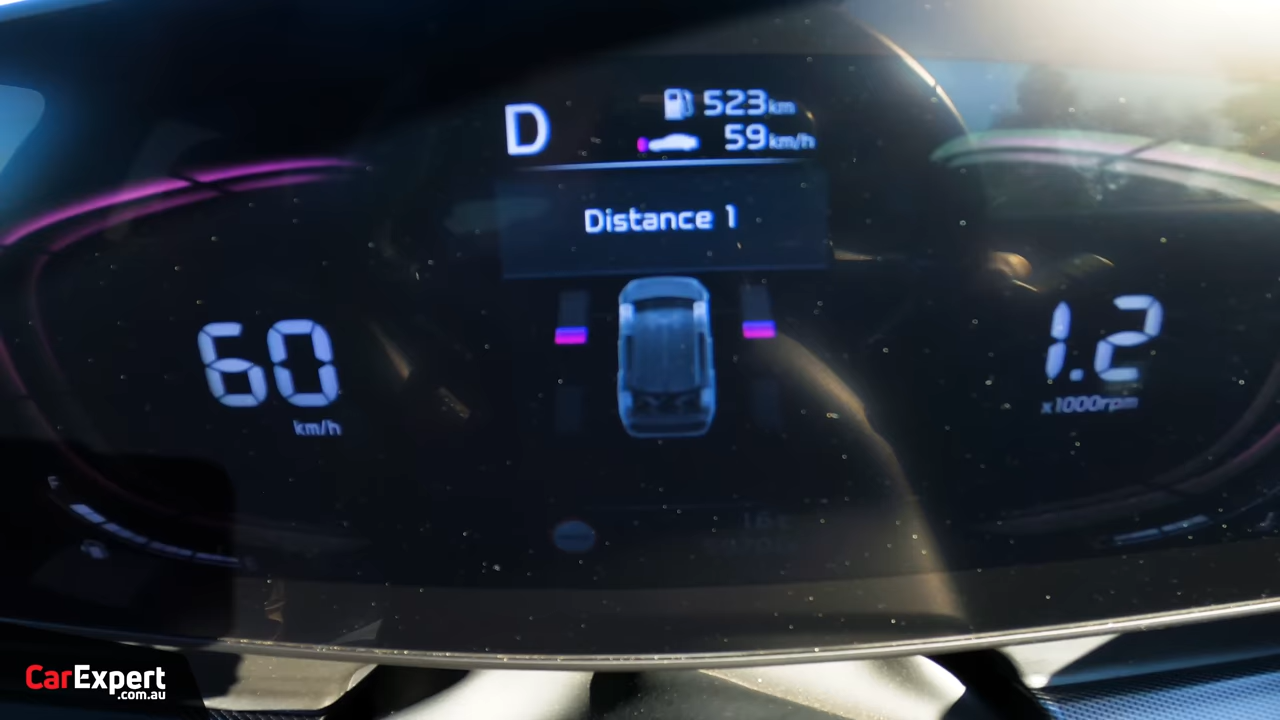 D
523km
59km/h
Distance 1
60
km/h
1.2
x1000rpm
CarExpert
.com.au